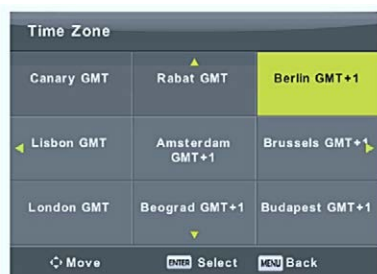 Time Zone
Canary GMT
Rabat GMT
Berlin GMT+1
Lisbon GMT
Amsterdam
GMT+1
Brussels GMT+1
London GMT
Beograd GMT+1
Budapest GMT+1
Move
ENTER Select
MENU Back